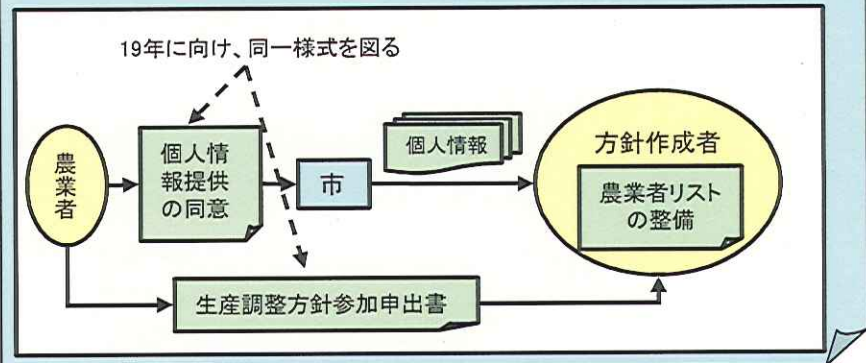 19年に向け、同一様式を図る
農業者
個人情
報提供
の同意
市
個人情報
方針作成者
農業者リスト
の整備
生産調整方針参加申出書